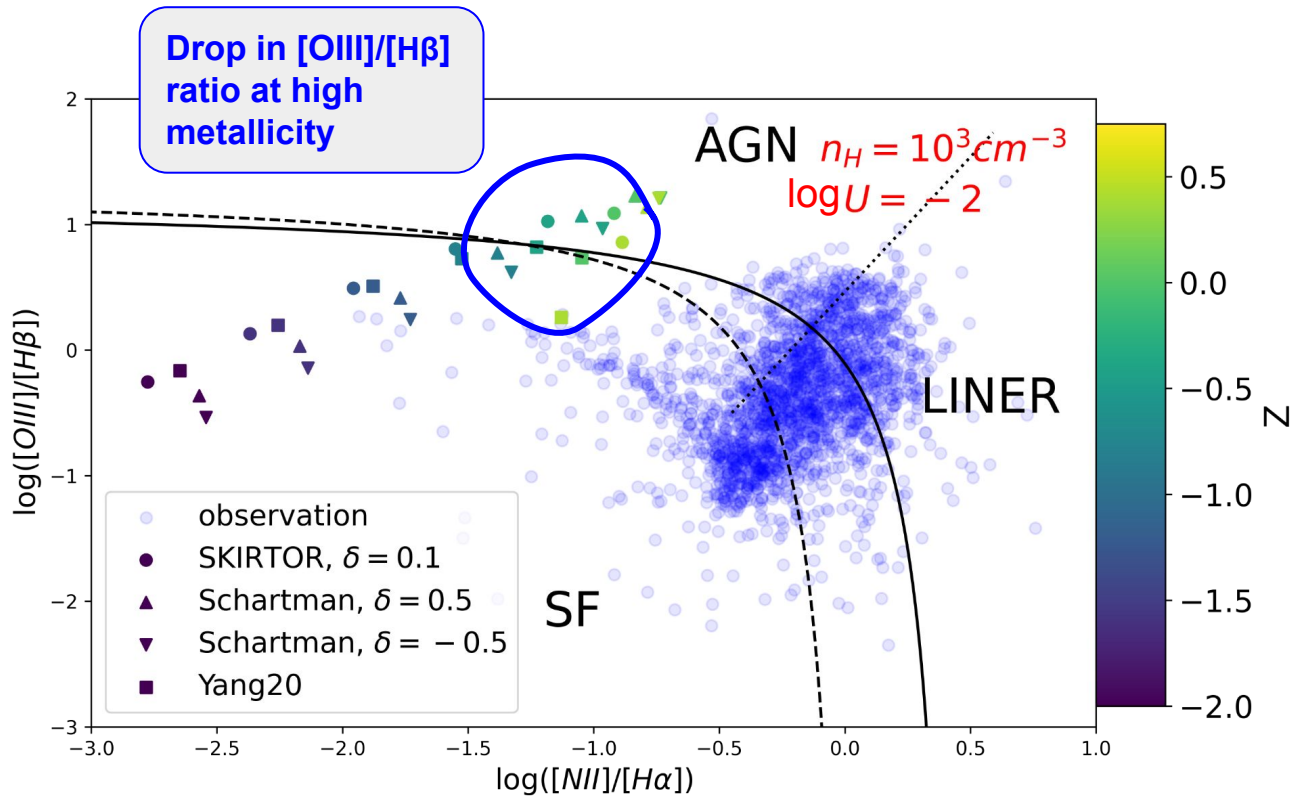 Drop in [OIII]/[Hβ]
ratio at high
metallicity
AGN
n_H = 10^3cm^−3
logU = −2
LINER
SF
observation
SKIRTOR, δ = 0.1
Schartman, δ = 0.5
Schartman, δ = −0.5
Yang20
2
1
0
−1
−2
−3
log([OIII]/[Hβ])
−3.0 −2.5 −2.0 −1.5 −1.0 −0.5 0.0 0.5 1.0
log([NII]/[Hα])
0.5
0.0
−0.5
−1.0
−1.5
−2.0
Z